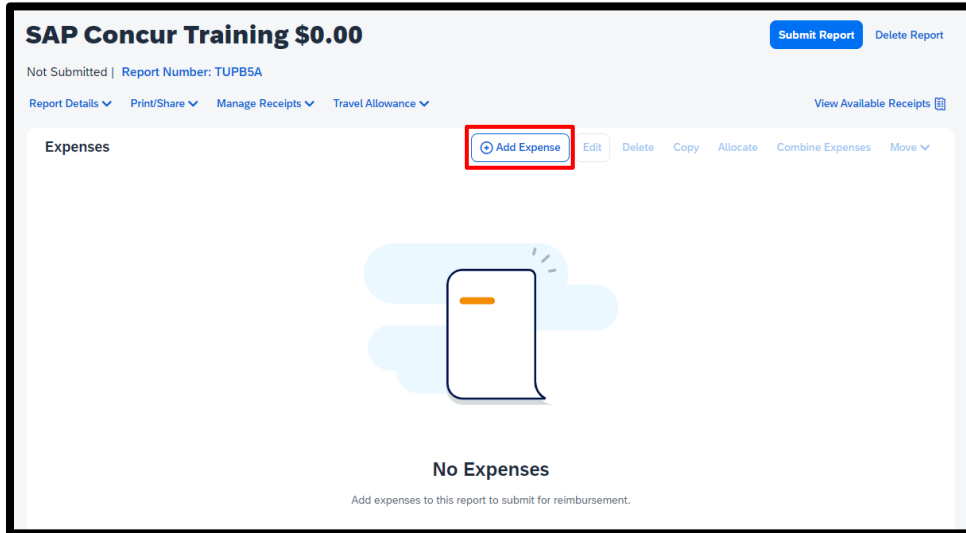 SAP Concur Training $0.00
Submit Report Delete Report
Not Submitted | Report Number: TUPB5A
Report Details Print/Share Manage Receipts Travel Allowance View Available Receipts
Expenses Add Expense Edit Delete Copy Allocate Combine Expenses Move
No Expenses
Add expenses to this report to submit for reimbursement.